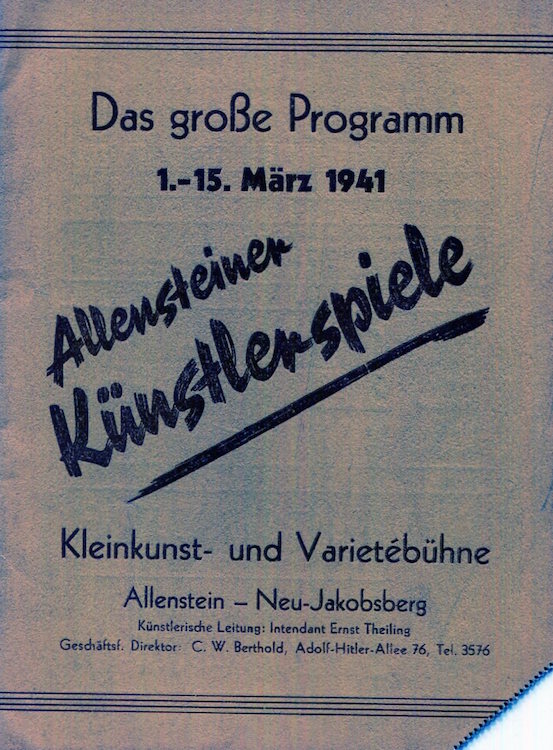 Das große Programm
1.-15. März 1941
Allensteiner
Künstlerspiele
Kleinkunst- und Varietébühne
Allenstein – Neu-Jakobsberg
Künstlerische Leitung: Intendant Ernst Theiling
Geschäftsf. Direktor: C. W. Berthold, Adolf-Hitler-Allee 76, Tel. 3576